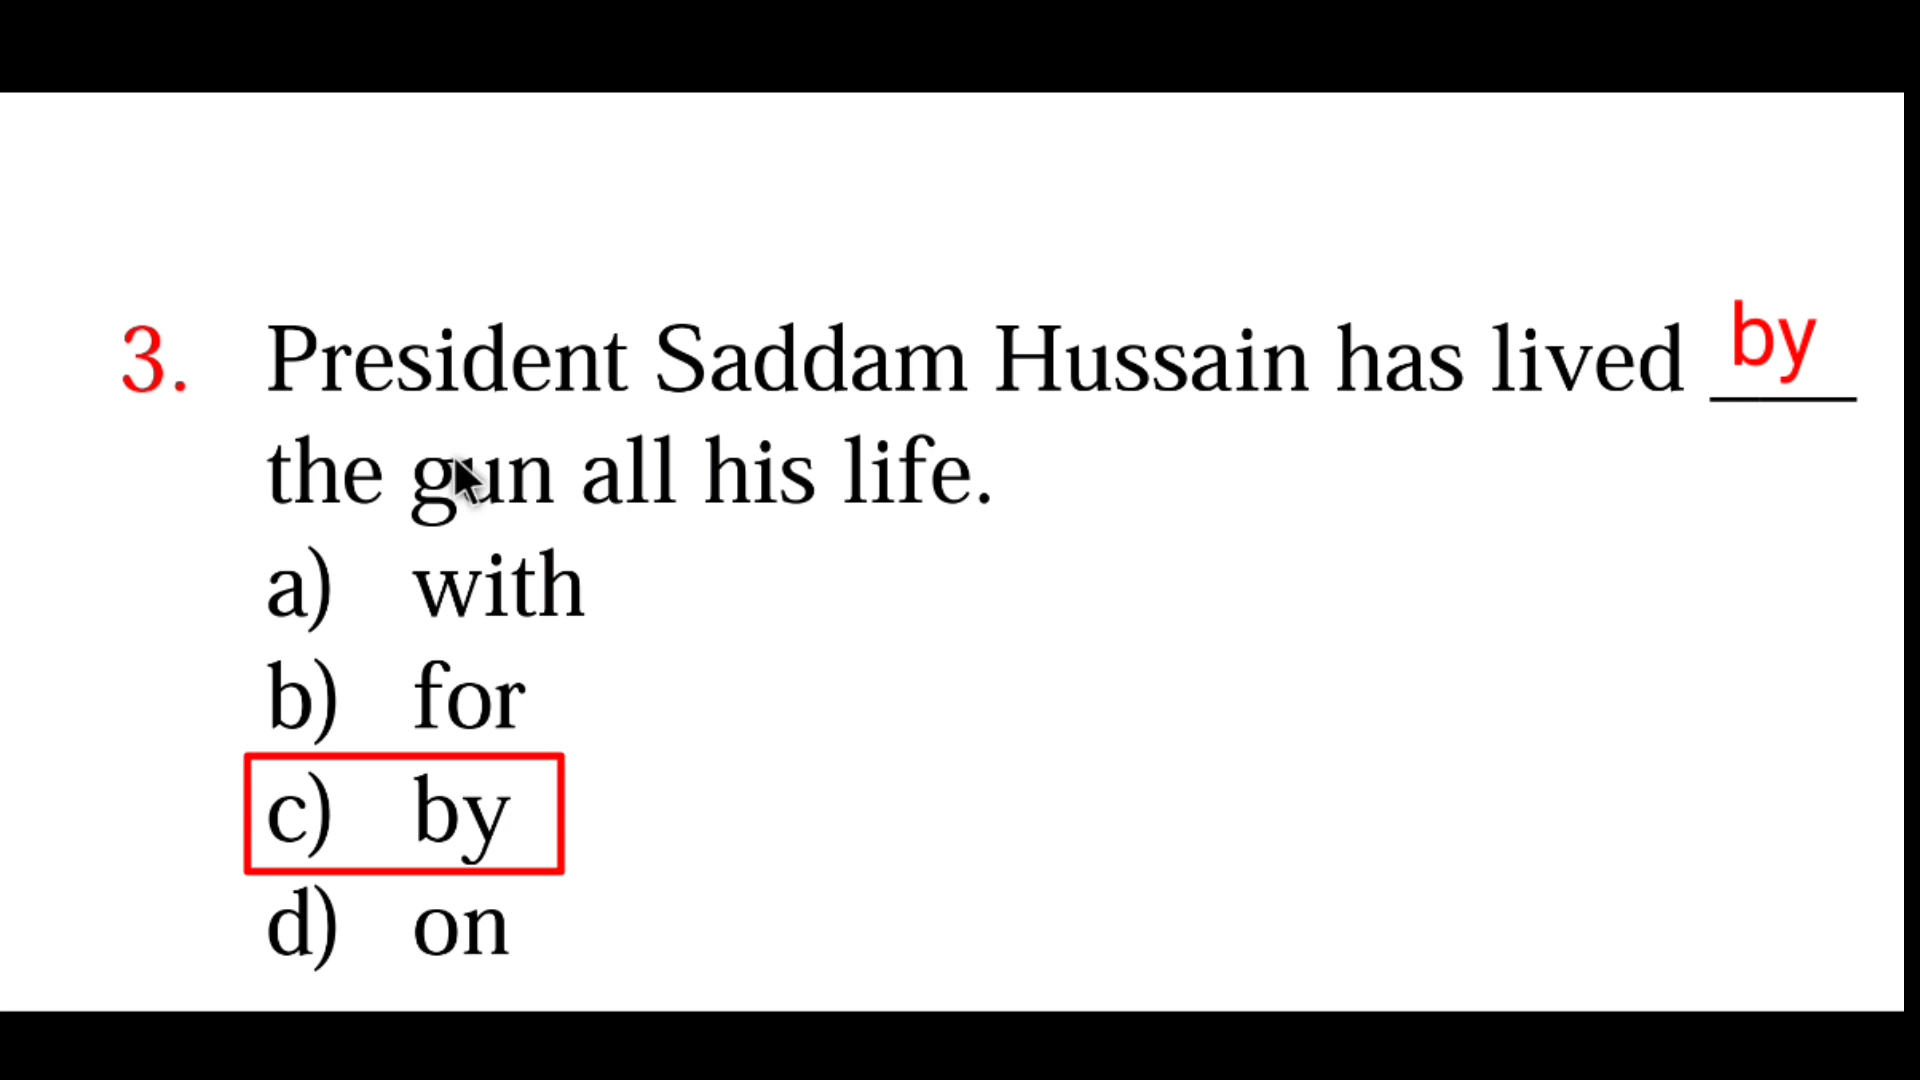 3. President Saddam Hussain has lived by
the gun all his life.
a) with
b) for
c) by
d) on